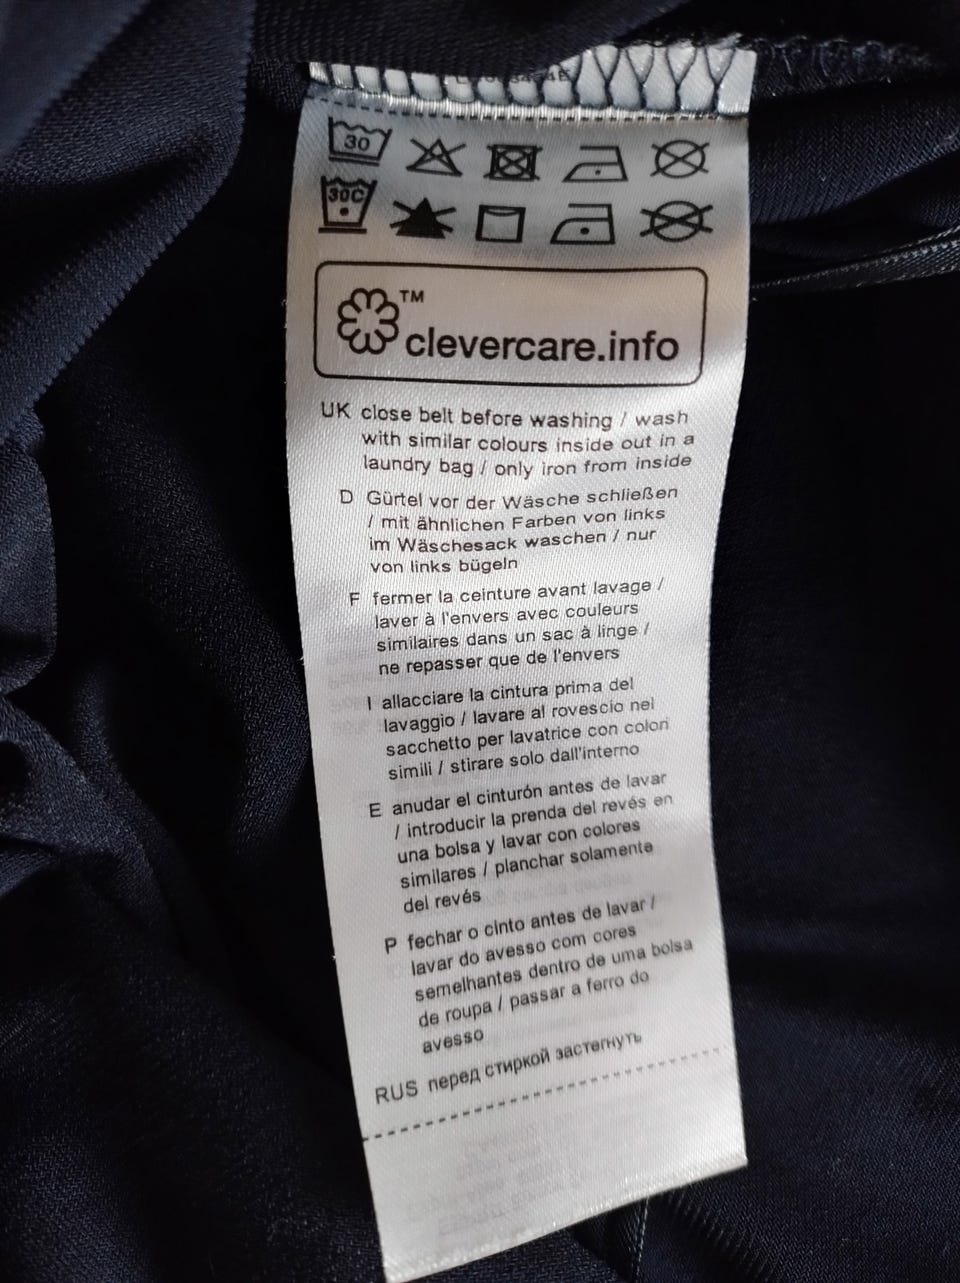 30
30C
TM
clevercare.info
UK close belt before washing / wash
with similar colours inside out in a
laundry bag / only iron from inside
D Gürtel vor der Wäsche schließen
/ mit ähnlichen Farben von links
im Wäschesack waschen / nur
von links bügeln
F fermer la ceinture avant lavage /
laver à l'envers avec couleurs
similaires dans un sac à linge /
ne repasser que de l'envers
I allacciare la cintura prima del
lavaggio / lavare al rovescio nel
sacchetto per lavatrice con colori
simili / stirare solo dall'interno
E anudar el cinturón antes de lavar
/ introducir la prenda del revés en
una bolsa y lavar con colores
similares / planchar solamente
del revés
P fechar o cinto antes de lavar /
lavar do avesso com cores
semelhantes dentro de uma bolsa
de roupa / passar a ferro do
avesso
RUS перед стиркой застегнуть